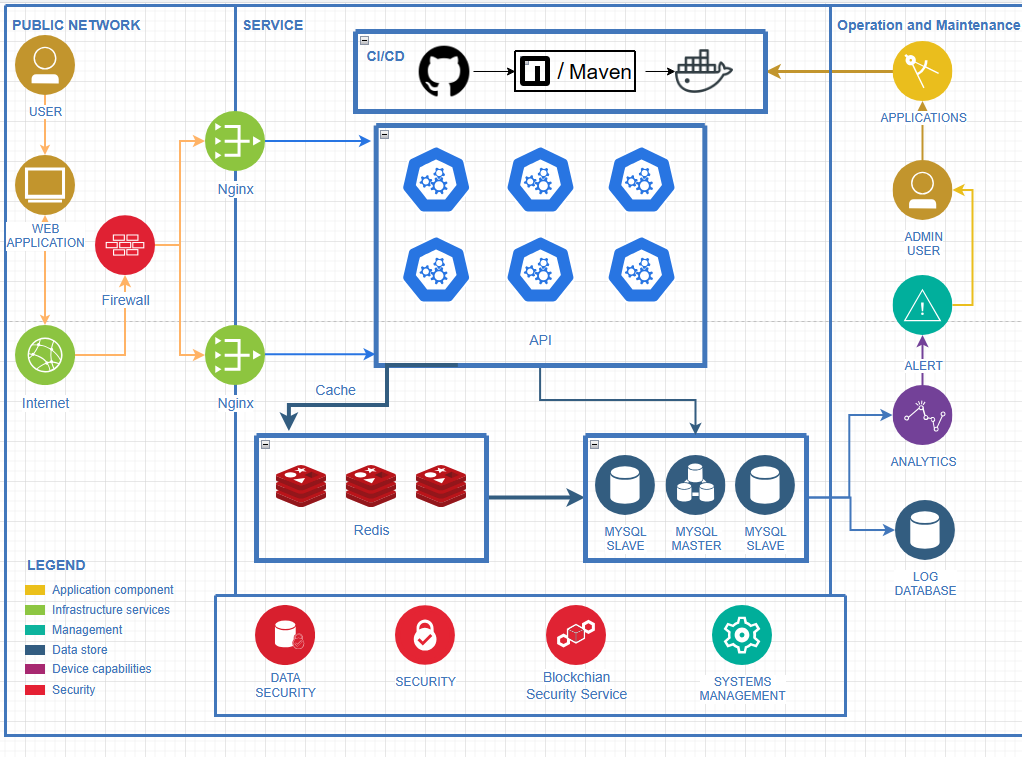 PUBLIC NETWORK
SERVICE
Operation and Maintenance
CI/CD
/ Maven
USER
APPLICATIONS
Nginx
WEB
APPLICATION
ADMIN
USER
Firewall
API
ALERT
Internet
Nginx
Cache
ANALYTICS
Redis
MYSQL
SLAVE
MYSQL
MASTER
MYSQL
SLAVE
LOG
DATABASE
LEGEND
Application component
Infrastructure services
Management
Data store
Device capabilities
Security
DATA
SECURITY
SECURITY
Blockchian
Security Service
SYSTEMS
MANAGEMENT